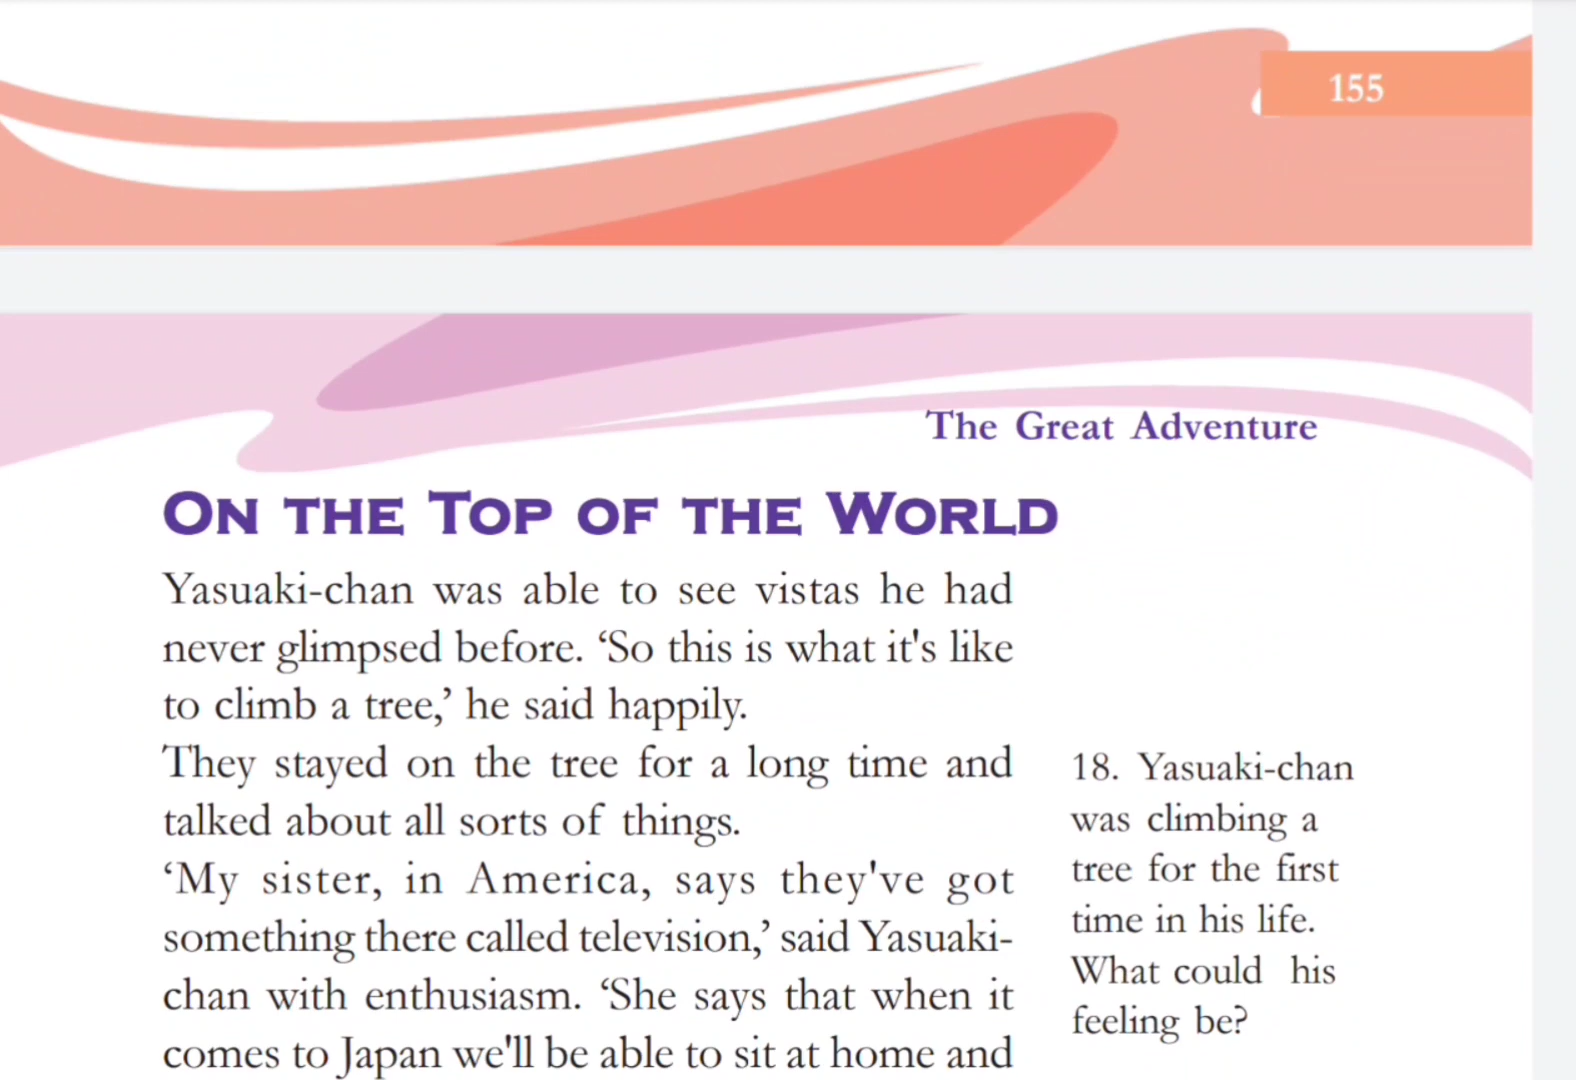 155
The Great Adventure
ON THE TOP OF THE WORLD
Yasuaki-chan was able to see vistas he had
never glimpsed before. ‘So this is what it's like
to climb a tree,’ he said happily.
They stayed on the tree for a long time and
talked about all sorts of things.
‘My sister, in America, says they've got
something there called television,’ said Yasuaki-
chan with enthusiasm. ‘She says that when it
comes to Japan we'll be able to sit at home and
18. Yasuaki-chan
was climbing a
tree for the first
time in his life.
What could his
feeling be?